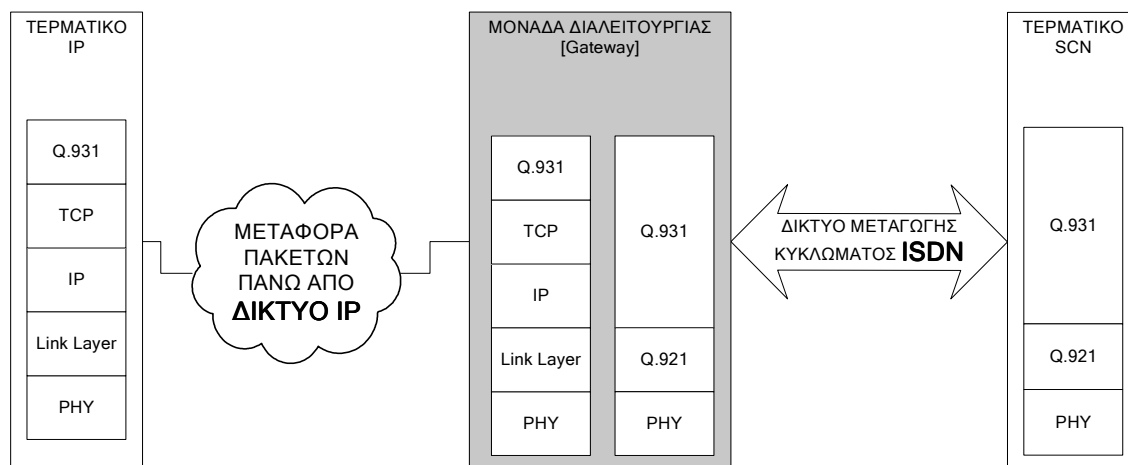 ΤΕΡΜΑΤΙΚΟ
IP
Q.931
TCP
IP
Link Layer
PHY
ΜΕΤΑΦΟΡΑ
ΠΑΚΕΤΩΝ
ΠΑΝΩ ΑΠΟ
ΔΙΚΤΥΟ IP
ΜΟΝΑΔΑ ΔΙΑΛΕΙΤΟΥΡΓΙΑΣ
[Gateway]
Q.931
TCP
IP
Link Layer
PHY
Q.931
Q.921
PHY
ΔΙΚΤΥΟ ΜΕΤΑΓΩΓΗΣ
ΚΥΚΛΩΜΑΤΟΣ ISDN
ΤΕΡΜΑΤΙΚΟ
SCN
Q.931
Q.921
PHY